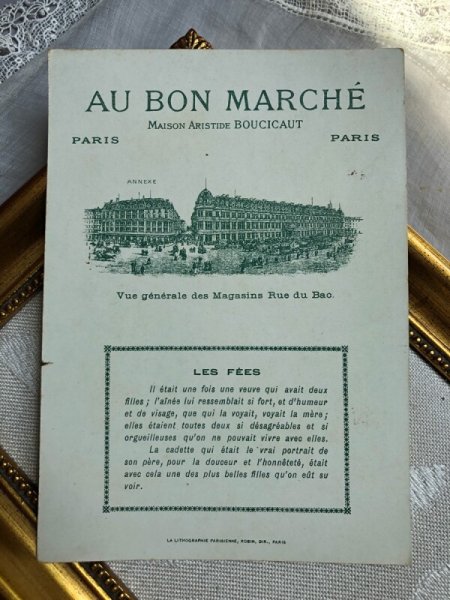 AU BON MARCHÉ
MAISON ARISTIDE BOUCICAUT
PARIS PARIS
ANNEXE
Vue générale des Magasins Rue du Bac.
LES FÉES
Il était une fois une veuve qui avait deux
filles ; l'aînée lui ressemblait si fort, et d'humeur
et de visage, que qui la voyait, voyait la mère ;
elles étaient toutes deux si désagréables et si
orgueilleuses qu'on ne pouvait vivre avec elles.
La cadette qui était le vrai portrait de
son père, pour la douceur et l'honnêteté, était
avec cela une des plus belles filles qu'on eût su
voir.
LA LITHOGRAPHIE PARISIENNE, ROBIN, DIR., PARIS